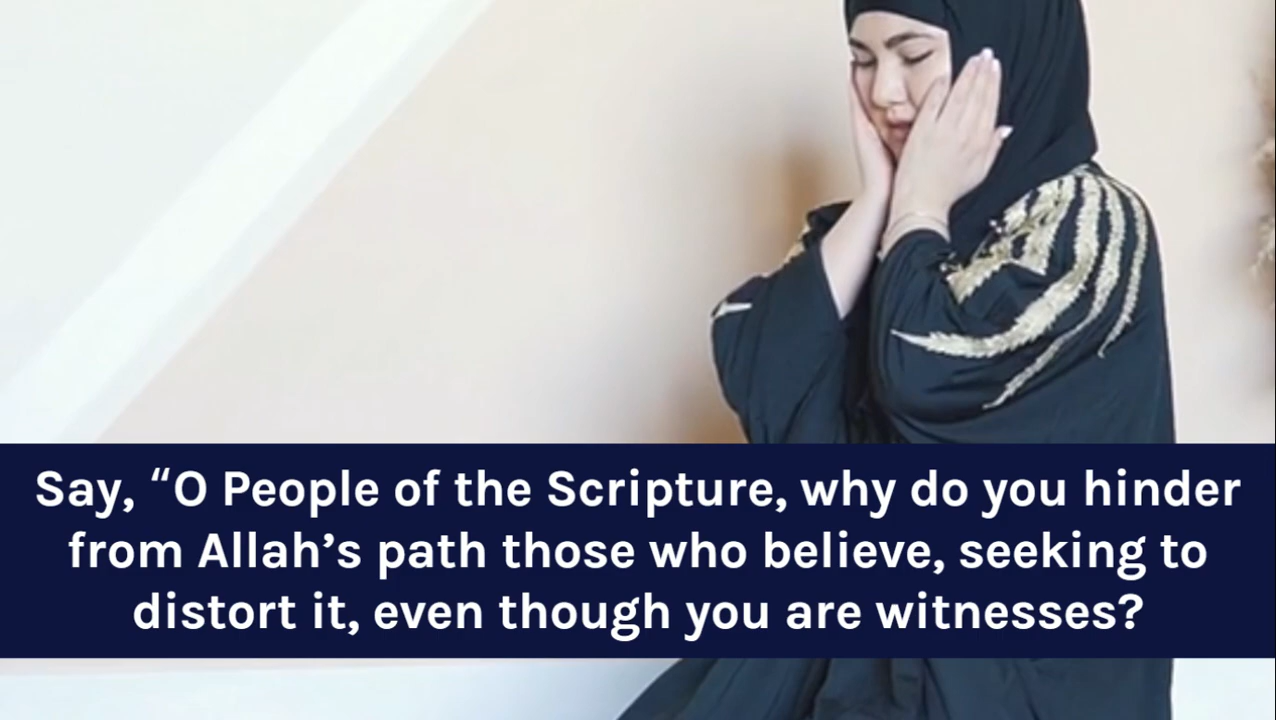 Say, “O People of the Scripture, why do you hinder
from Allah’s path those who believe, seeking to
distort it, even though you are witnesses?